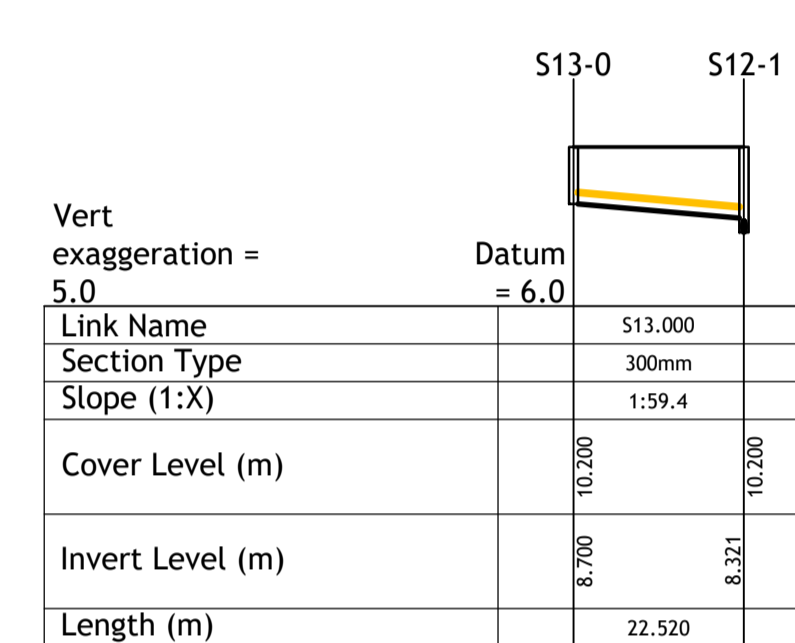 S13-0 S12-1
Vert
exaggeration = Datum
5.0 = 6.0
Link Name S13.000
Section Type 300mm
Slope (1:X) 1:59.4
Cover Level (m) 10.200 10.200
Invert Level (m) 8.700 8.321
Length (m) 22.520